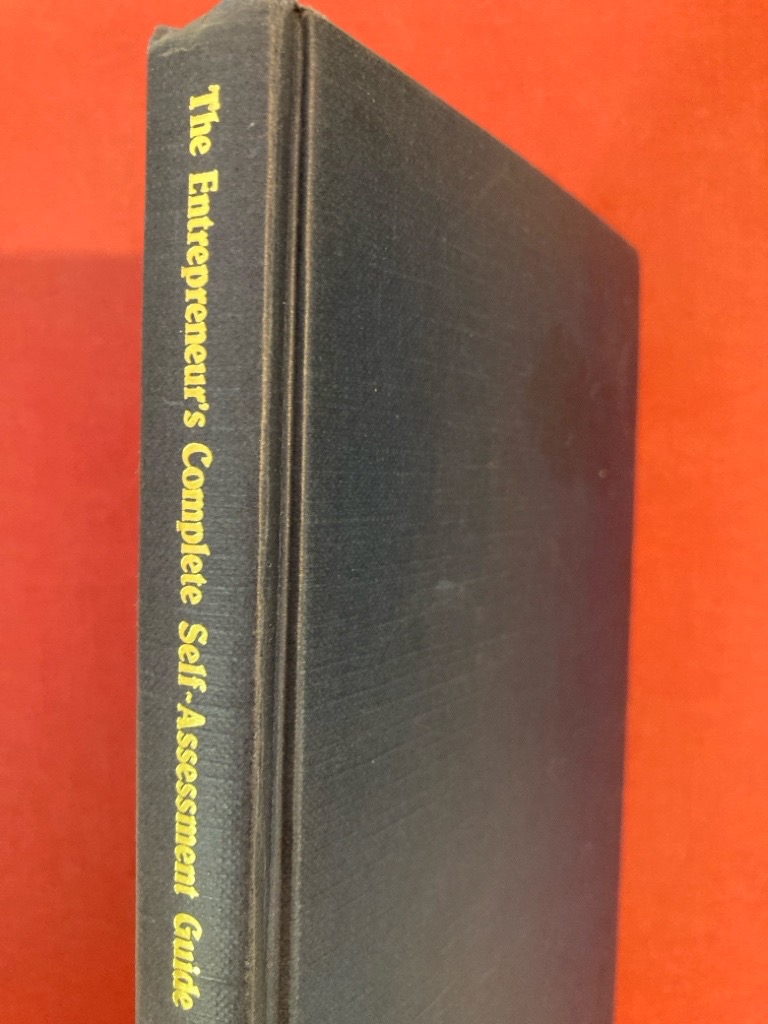 The Entrepreneur's Complete Self-Assessment Guide